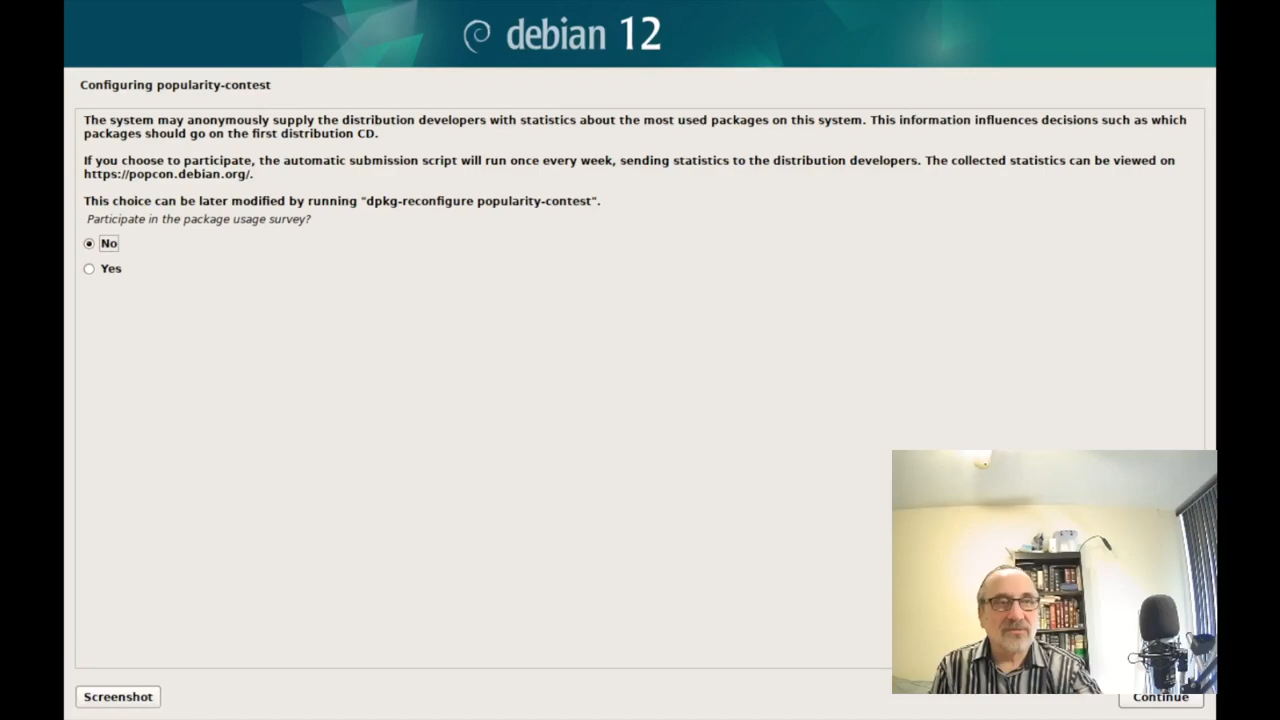 debian 12
Configuring popularity-contest
The system may anonymously supply the distribution developers with statistics about the most used packages on this system. This information influences decisions such as which
packages should go on the first distribution CD.
If you choose to participate, the automatic submission script will run once every week, sending statistics to the distribution developers. The collected statistics can be viewed on
https://popcon.debian.org/.
This choice can be later modified by running "dpkg-reconfigure popularity-contest".
Participate in the package usage survey?
No
Yes
Screenshot
Continue